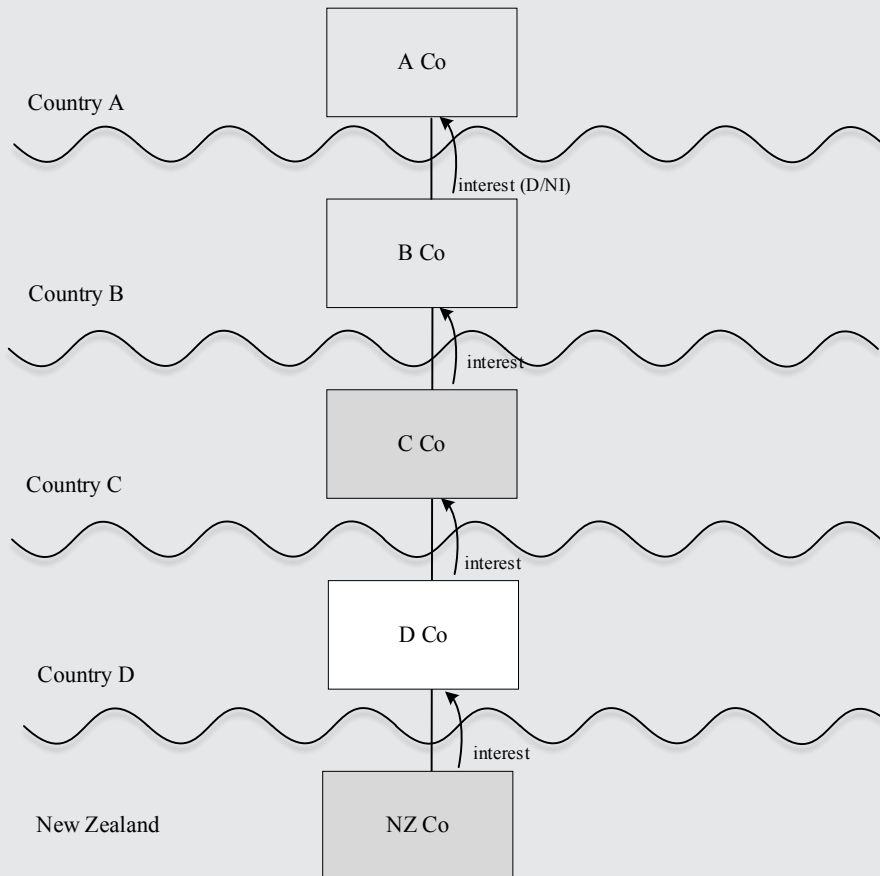 A Co
Country A
interest (D/NI)
B Co
Country B
interest
C Co
Country C
interest
D Co
Country D
interest
New Zealand
NZ Co